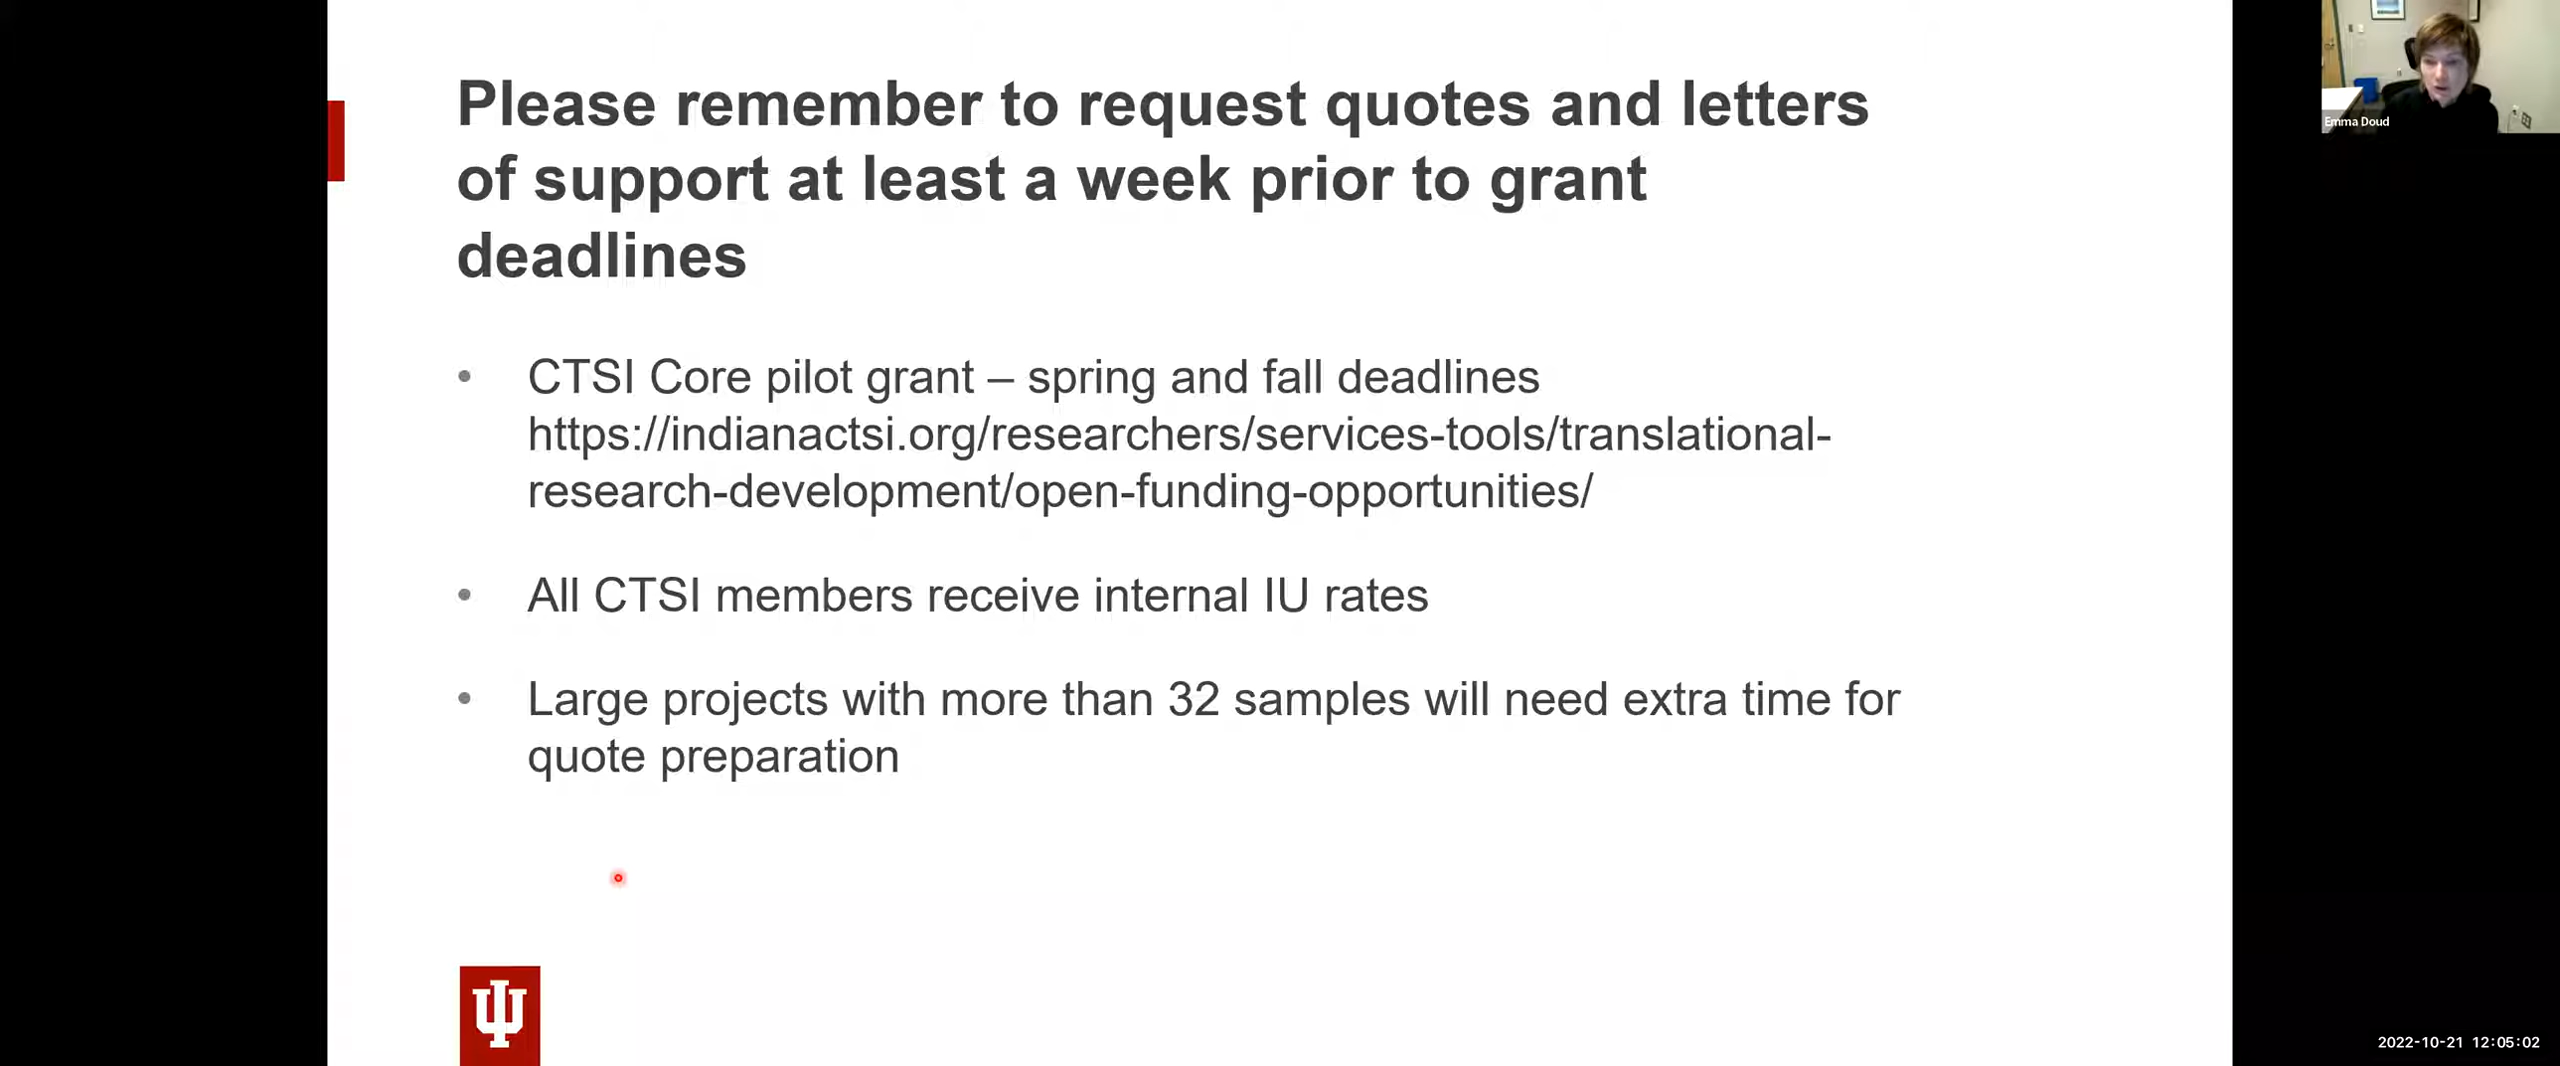 Please remember to request quotes and letters
of support at least a week prior to grant
deadlines
• CTSI Core pilot grant – spring and fall deadlines
https://indianactsi.org/researchers/services-tools/translational-
research-development/open-funding-opportunities/
• All CTSI members receive internal IU rates
• Large projects with more than 32 samples will need extra time for
quote preparation
Emma Doud
2022-10-21 12:05:02